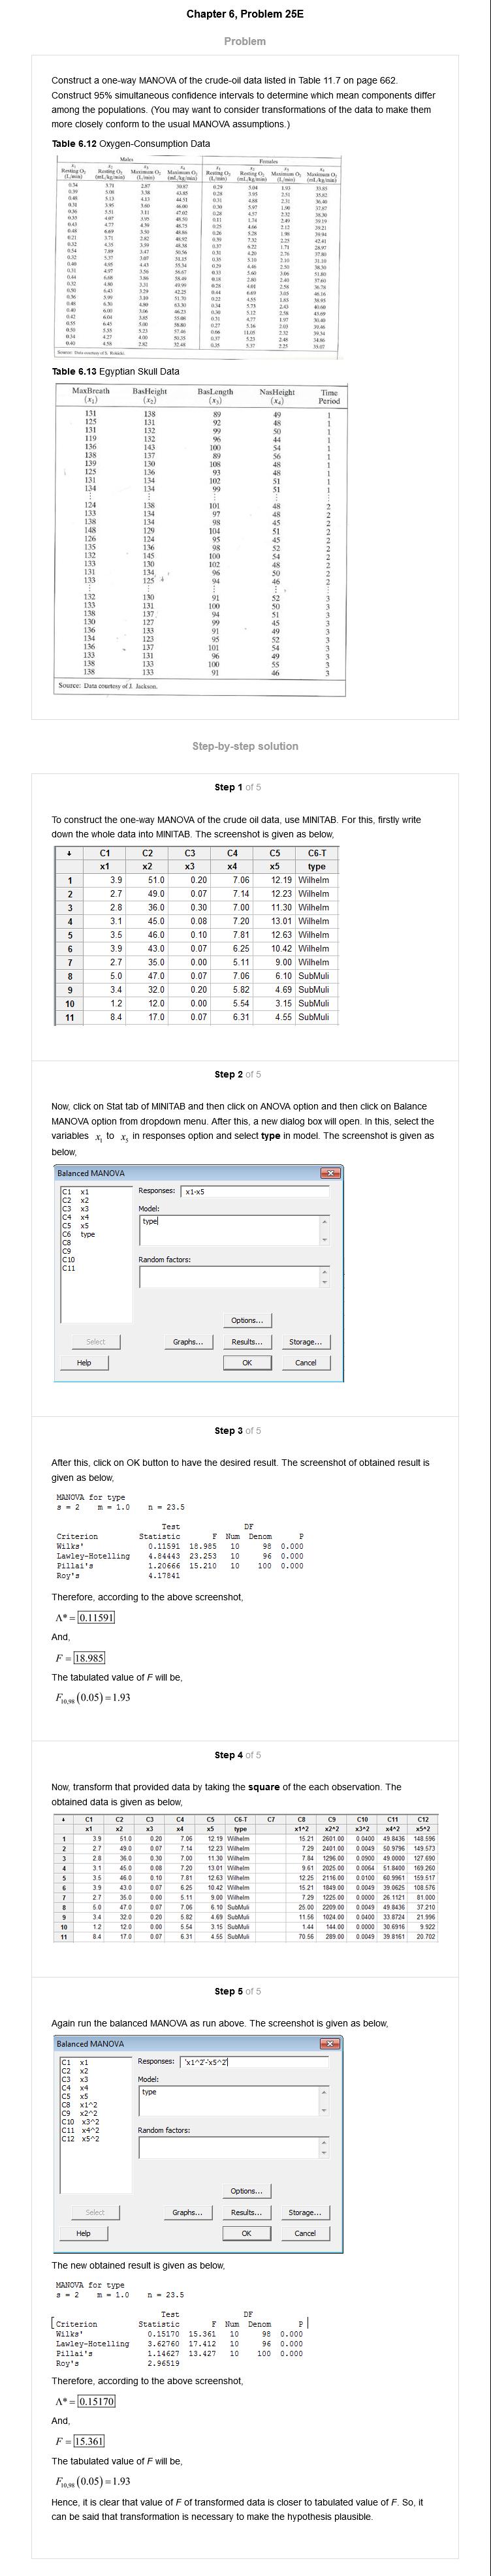 Chapter 6, Problem 25E
Problem
Construct a one-way MANOVA of the crude-oil data listed in Table 11.7 on page 662.
Construct 95% simultaneous confidence intervals to determine which mean components differ
among the populations. (You may want to consider transformations of the data to make them
more closely conform to the usual MANOVA assumptions.)
Table 6.12 Oxygen-Consumption Data
Males Females
Table 6.13 Egyptian Skull Data
MaxBreath BasHeight BasLength NasHeight Time
(x₁) (x₂) (x₃) (x₄) Period
131 138 89 49 1
125 131 92 48 1
131 132 99 50 1
119 132 96 44 1
136 143 100 54 1
138 137 89 56 1
139 130 108 48 1
125 136 93 48 1
131 134 102 51 1
134 134 99 51 1
⋮ ⋮ ⋮ ⋮ ⋮
124 138 101 48 2
133 134 97 48 2
138 134 98 45 2
148 129 104 51 2
126 124 95 45 2
135 136 98 52 2
132 145 100 54 2
133 130 102 48 2
131 134 96 50 2
133 125 94 46 2
⋮ ⋮ ⋮ ⋮ ⋮
132 130 91 52 3
133 131 100 50 3
138 137 94 51 3
130 127 99 45 3
136 133 91 49 3
134 123 95 52 3
136 137 101 54 3
133 131 96 49 3
138 133 100 55 3
138 133 91 46 3
Source: Data courtesy of J. Jackson.
Step-by-step solution
Step 1 of 5
To construct the one-way MANOVA of the crude oil data, use MINITAB. For this, firstly write
down the whole data into MINITAB. The screenshot is given as below,
↓ C1 C2 C3 C4 C5 C6-T
x1 x2 x3 x4 x5 type
1 3.9 51.0 0.20 7.06 12.19 Wilhelm
2 2.7 49.0 0.07 7.14 12.23 Wilhelm
3 2.8 36.0 0.30 7.00 11.30 Wilhelm
4 3.1 45.0 0.08 7.20 13.01 Wilhelm
5 3.5 46.0 0.10 7.81 12.63 Wilhelm
6 3.9 43.0 0.07 6.25 10.42 Wilhelm
7 2.7 35.0 0.00 5.11 9.00 Wilhelm
8 5.0 47.0 0.07 7.06 6.10 SubMuli
9 3.4 32.0 0.20 5.82 4.69 SubMuli
10 1.2 12.0 0.00 5.54 3.15 SubMuli
11 8.4 17.0 0.07 6.31 4.55 SubMuli
Step 2 of 5
Now, click on Stat tab of MINITAB and then click on ANOVA option and then click on Balance
MANOVA option from dropdown menu. After this, a new dialog box will open. In this, select the
variables x₁ to x₅ in responses option and select type in model. The screenshot is given as
below,
Balanced MANOVA
C1 x1
C2 x2
C3 x3
C4 x4
C5 x5
C6 type
C8
C9
C10
C11
Responses: x1-x5
Model:
type
Random factors:
Options...
Select Graphs... Results... Storage...
Help OK Cancel
Step 3 of 5
After this, click on OK button to have the desired result. The screenshot of obtained result is
given as below,
MANOVA for type
s = 2 m = 1.0 n = 23.5
Test DF
Criterion Statistic F Num Denom P
Wilks' 0.11591 18.985 10 98 0.000
Lawley-Hotelling 4.84443 23.253 10 96 0.000
Pillai's 1.20666 15.210 10 100 0.000
Roy's 4.17841
Therefore, according to the above screenshot,
Λ* = 0.11591
And,
F = 18.985
The tabulated value of F will be,
F₁₀,₉₈ (0.05) = 1.93
Step 4 of 5
Now, transform that provided data by taking the square of the each observation. The
obtained data is given as below,
↓ C1 C2 C3 C4 C5 C6-T C7 C8 C9 C10 C11 C12
x1 x2 x3 x4 x5 type x1^2 x2^2 x3^2 x4^2 x5^2
1 3.9 51.0 0.20 7.06 12.19 Wilhelm 15.21 2601.00 0.0400 49.8436 148.596
2 2.7 49.0 0.07 7.14 12.23 Wilhelm 7.29 2401.00 0.0049 50.9796 149.573
3 2.8 36.0 0.30 7.00 11.30 Wilhelm 7.84 1296.00 0.0900 49.0000 127.690
4 3.1 45.0 0.08 7.20 13.01 Wilhelm 9.61 2025.00 0.0064 51.8400 169.260
5 3.5 46.0 0.10 7.81 12.63 Wilhelm 12.25 2116.00 0.0100 60.9961 159.517
6 3.9 43.0 0.07 6.25 10.42 Wilhelm 15.21 1849.00 0.0049 39.0625 108.576
7 2.7 35.0 0.00 5.11 9.00 Wilhelm 7.29 1225.00 0.0000 26.1121 81.000
8 5.0 47.0 0.07 7.06 6.10 SubMuli 25.00 2209.00 0.0049 49.8436 37.210
9 3.4 32.0 0.20 5.82 4.69 SubMuli 11.56 1024.00 0.0400 33.8724 21.996
10 1.2 12.0 0.00 5.54 3.15 SubMuli 1.44 144.00 0.0000 30.6916 9.922
11 8.4 17.0 0.07 6.31 4.55 SubMuli 70.56 289.00 0.0049 39.8161 20.702
Step 5 of 5
Again run the balanced MANOVA as run above. The screenshot is given as below,
Balanced MANOVA
C1 x1
C2 x2
C3 x3
C4 x4
C5 x5
C8 x1^2
C9 x2^2
C10 x3^2
C11 x4^2
C12 x5^2
Responses: 'x1^2'-'x5^2'
Model:
type
Random factors:
Options...
Select Graphs... Results... Storage...
Help OK Cancel
The new obtained result is given as below,
MANOVA for type
s = 2 m = 1.0 n = 23.5
Test DF
Criterion Statistic F Num Denom P
Wilks' 0.15170 15.361 10 98 0.000
Lawley-Hotelling 3.62760 17.412 10 96 0.000
Pillai's 1.14627 13.427 10 100 0.000
Roy's 2.96519
Therefore, according to the above screenshot,
Λ* = 0.15170
And,
F = 15.361
The tabulated value of F will be,
F₁₀,₉₈ (0.05) = 1.93
Hence, it is clear that value of F of transformed data is closer to tabulated value of F. So, it
can be said that transformation is necessary to make the hypothesis plausible.